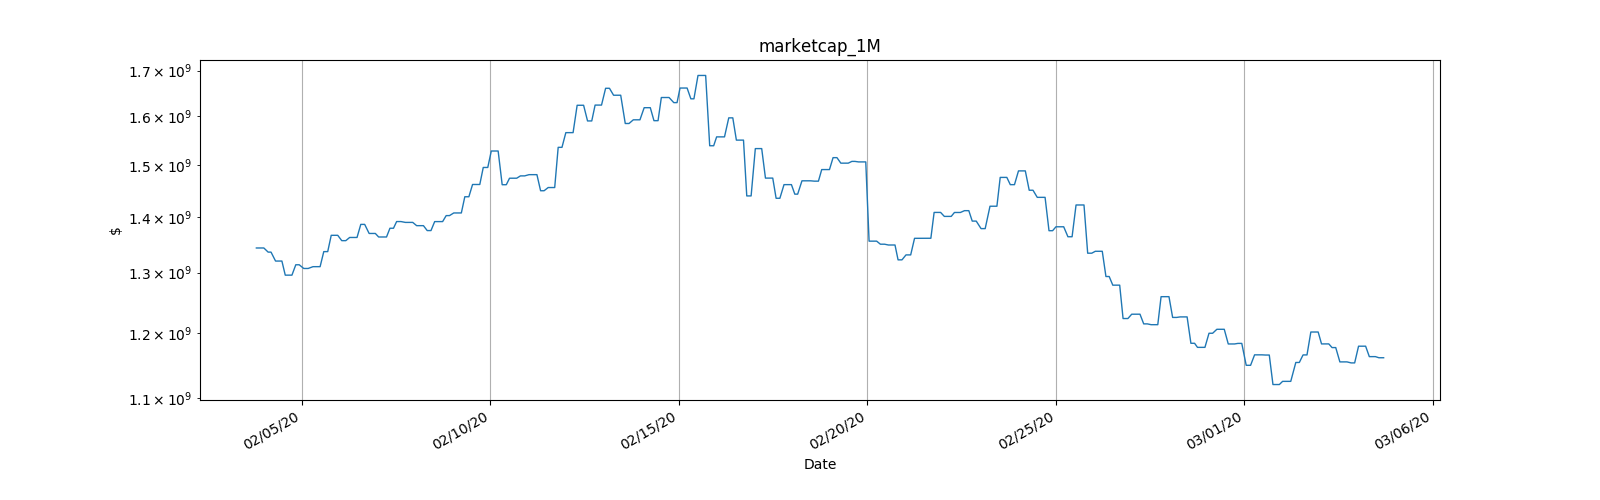 marketcap_1M
1.7 × 10⁹
1.6 × 10⁹
1.5 × 10⁹
1.4 × 10⁹
1.3 × 10⁹
1.2 × 10⁹
1.1 × 10⁹
$
02/05/20 02/10/20 02/15/20 02/20/20 02/25/20 03/01/20 03/06/20
Date